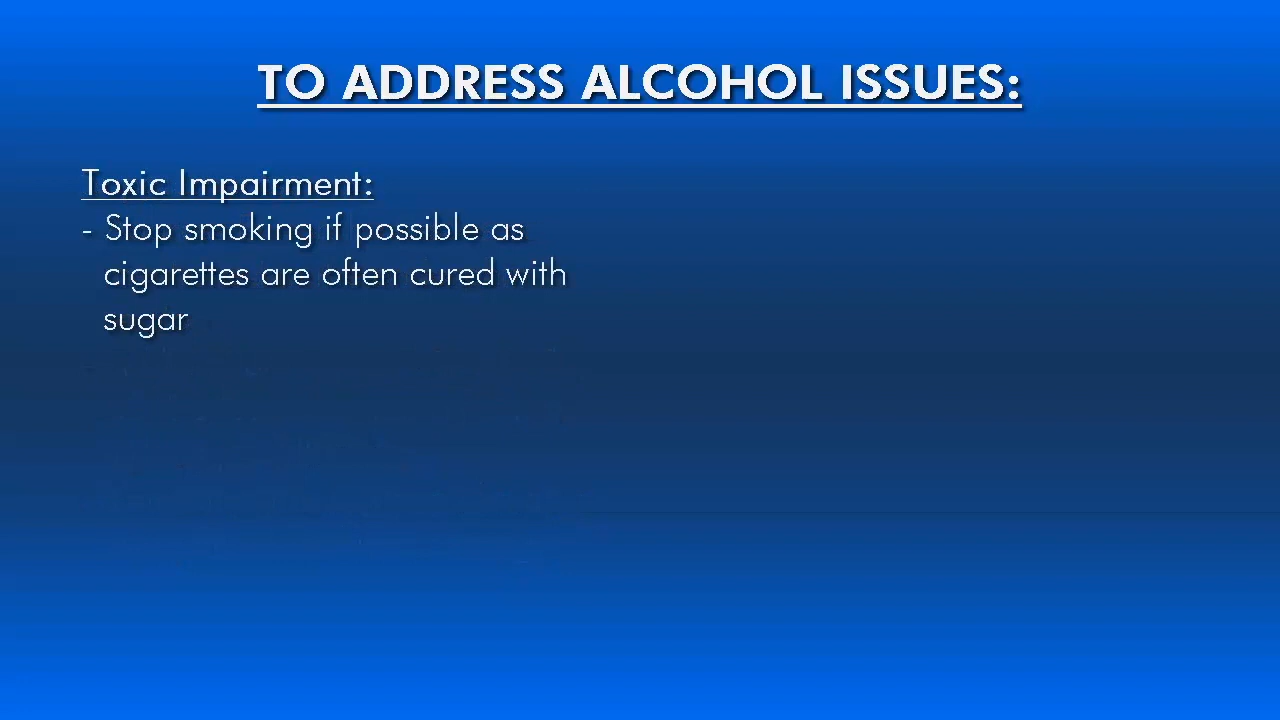 TO ADDRESS ALCOHOL ISSUES:
Toxic Impairment:
- Stop smoking if possible as
cigarettes are often cured with
sugar